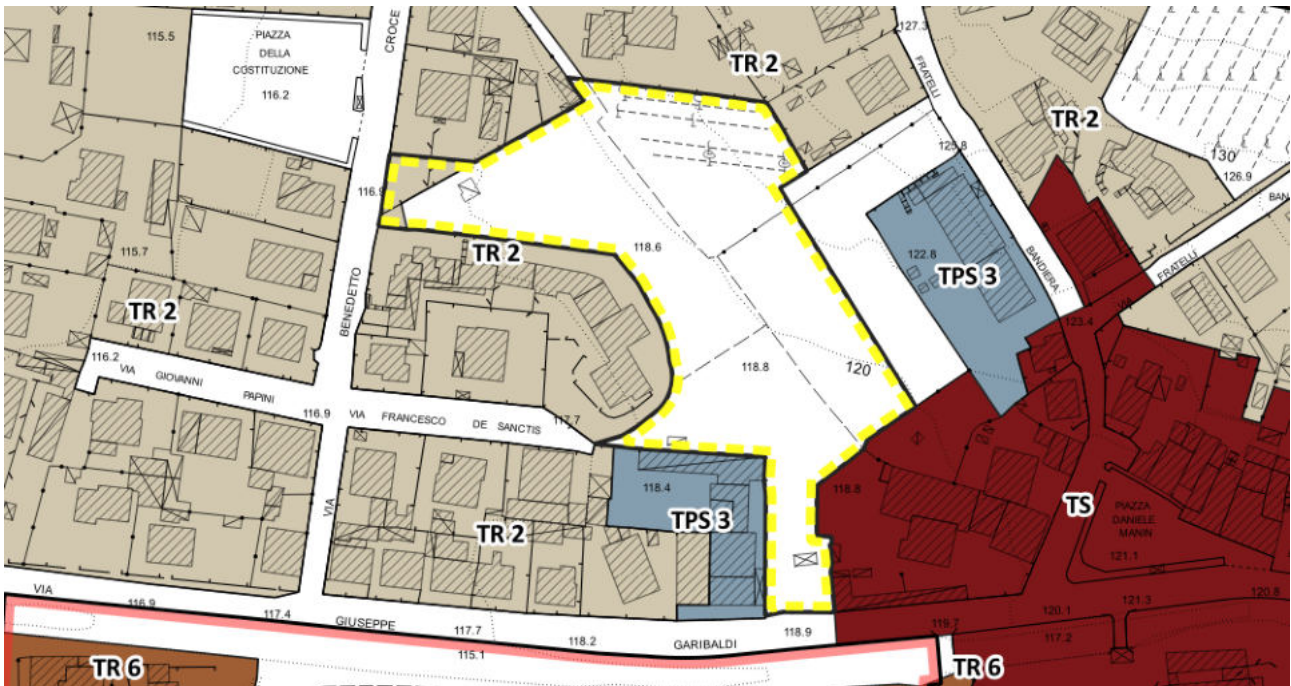 115.5
PIAZZA
DELLA
COSTITUZIONE
116.2
CROCE
TR 2
127.3
FRATELLI
TR 2
130
126.9
125.8
116.9
118.6
BAN
115.7
TR 2
122.8
TPS 3
BANDIERA
FRATELLI
VIA
TR 2
BENEDETTO
123.4
116.2
VIA GIOVANNI
PAPINI
116.9
VIA FRANCESCO DE SANCTIS
117.7
118.8
120
118.4
118.8
TPS 3
TR 2
VIA
TS
PIAZZA
DANIELE
MANIN
121.1
VIA
116.9
117.4
GIUSEPPE
117.7
118.2
GARIBALDI
118.9
119.7
120.1
121.3
120.8
117.2
115.1
TR 6
TR 6